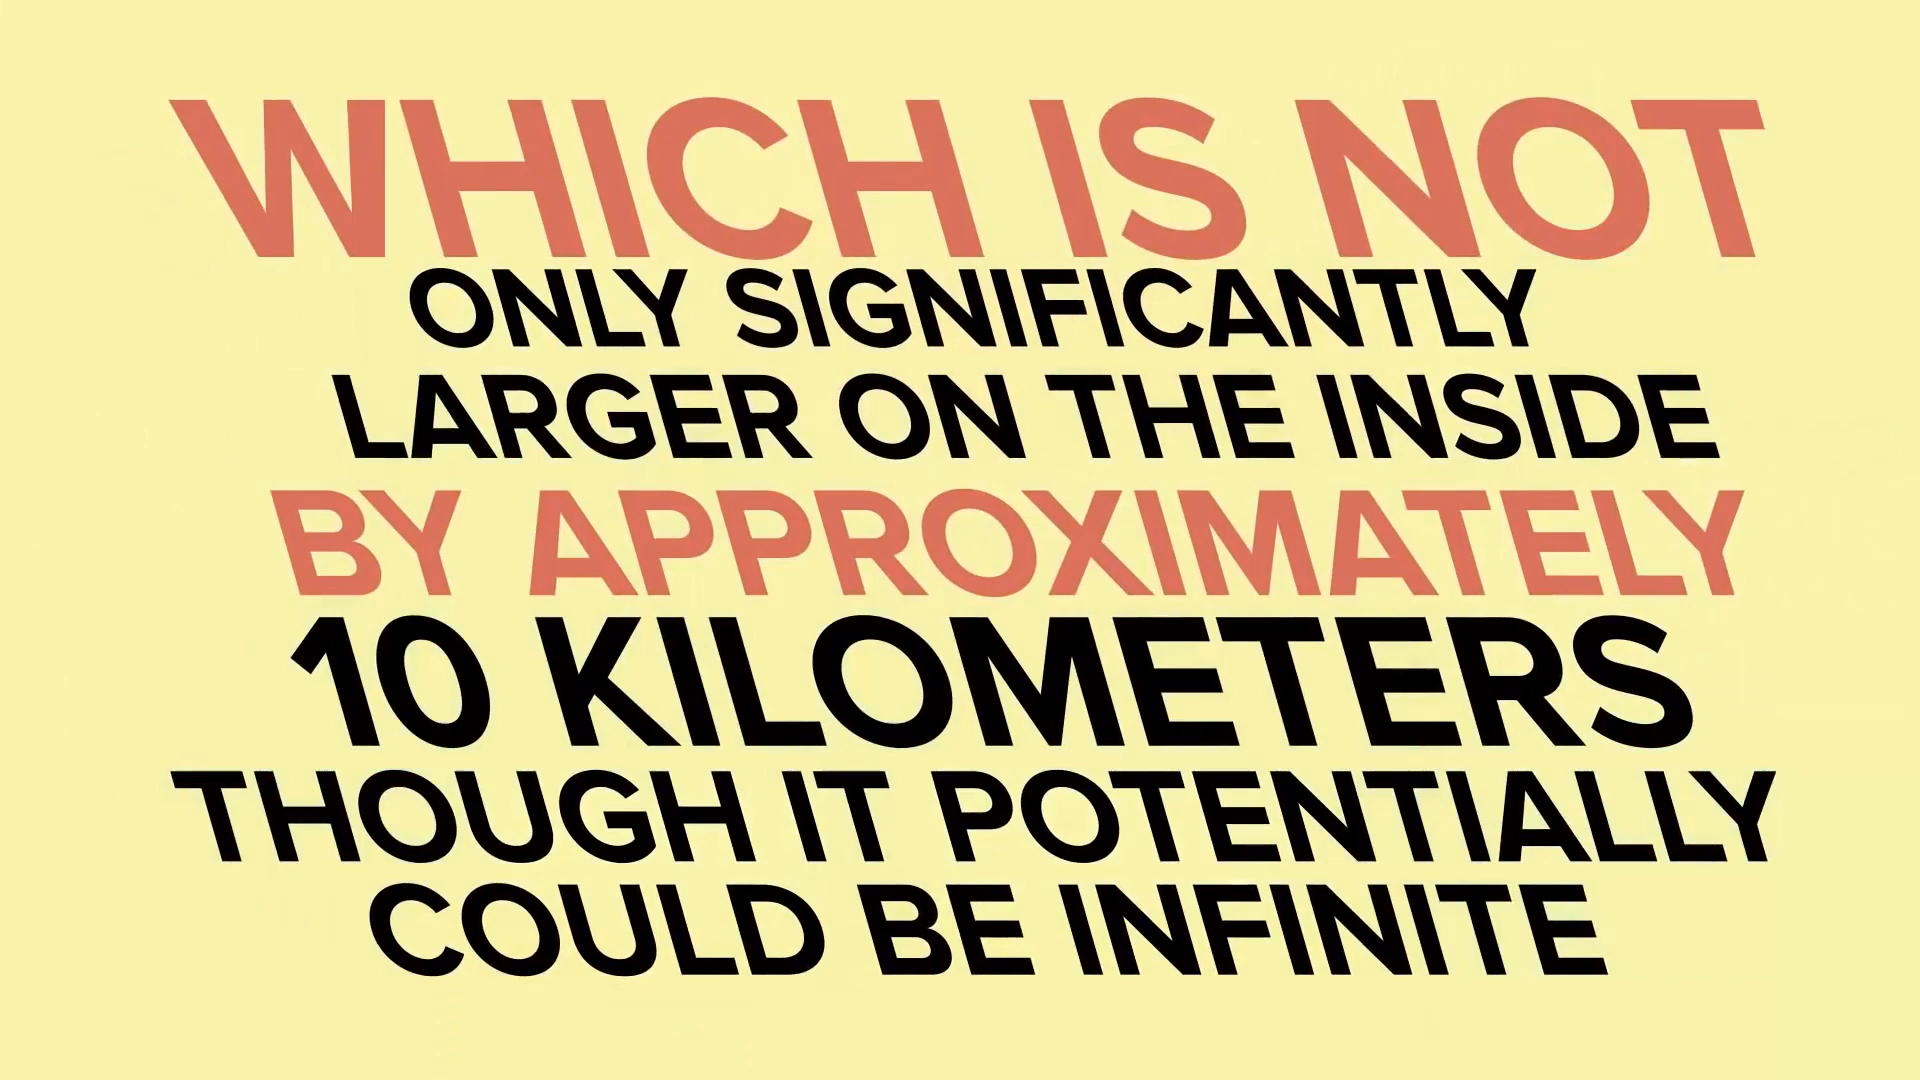 WHICH IS NOT
ONLY SIGNIFICANTLY
LARGER ON THE INSIDE
BY APPROXIMATELY
10 KILOMETERS
THOUGH IT POTENTIALLY
COULD BE INFINITE